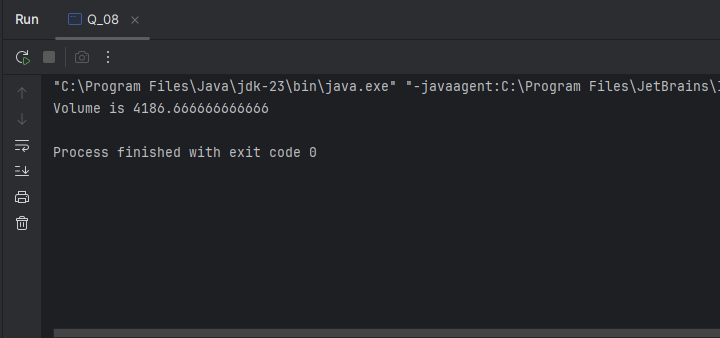 Run Q_08
"C:\Program Files\Java\jdk-23\bin\java.exe" "-javaagent:C:\Program Files\JetBrains\
Volume is 4186.666666666666
Process finished with exit code 0